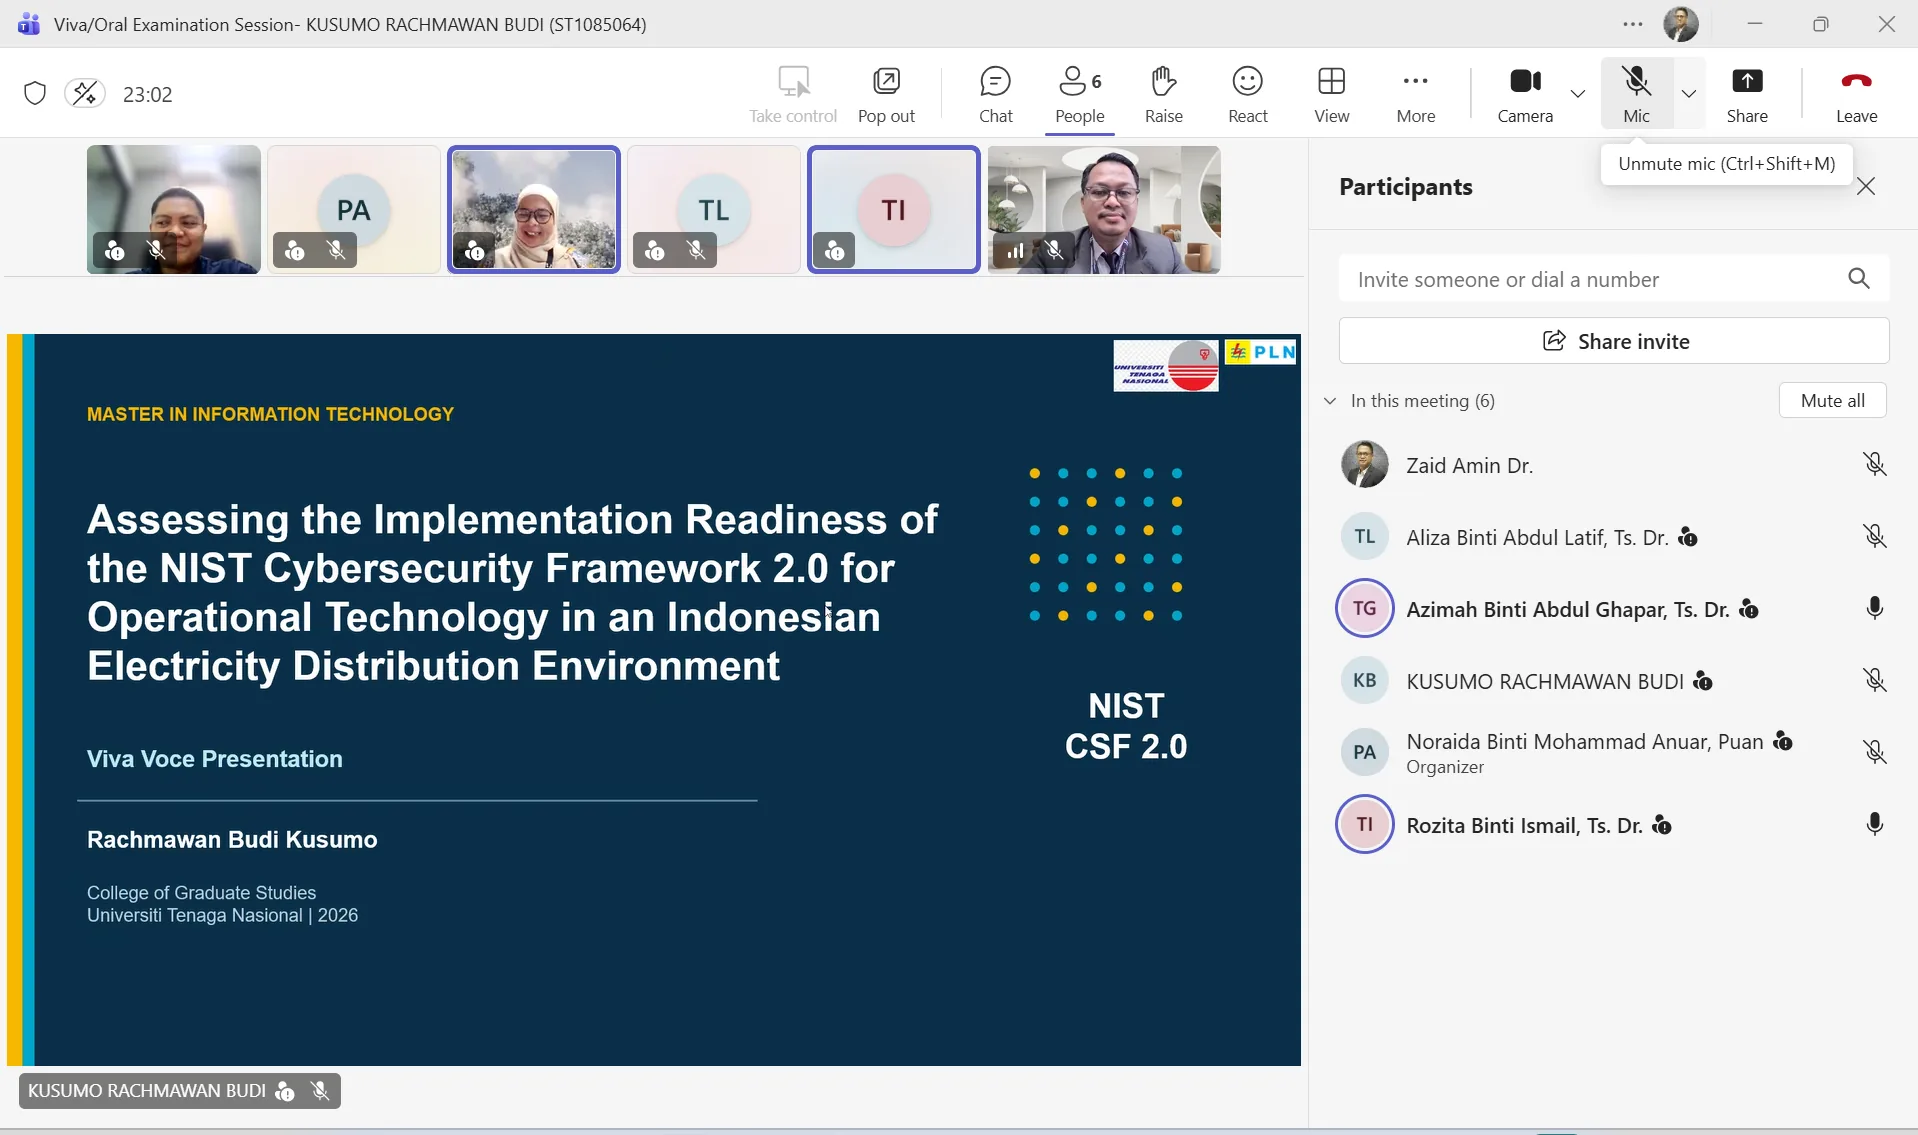 Viva/Oral Examination Session- KUSUMO RACHMAWAN BUDI (ST1085064)
23:02
Take control
Pop out
Chat
6
People
Raise
React
View
More
Camera
Mic
Share
Leave
Unmute mic (Ctrl+Shift+M)
PA
TL
TI
Participants
Invite someone or dial a number
Share invite
In this meeting (6)
Mute all
Zaid Amin Dr.
TL
Aliza Binti Abdul Latif, Ts. Dr.
TG
Azimah Binti Abdul Ghapar, Ts. Dr.
KB
KUSUMO RACHMAWAN BUDI
PA
Noraida Binti Mohammad Anuar, Puan
Organizer
TI
Rozita Binti Ismail, Ts. Dr.
UNIVERSITI
TENAGA
NASIONAL
PLN
MASTER IN INFORMATION TECHNOLOGY
Assessing the Implementation Readiness of
the NIST Cybersecurity Framework 2.0 for
Operational Technology in an Indonesian
Electricity Distribution Environment
NIST
CSF 2.0
Viva Voce Presentation
Rachmawan Budi Kusumo
College of Graduate Studies
Universiti Tenaga Nasional | 2026
KUSUMO RACHMAWAN BUDI